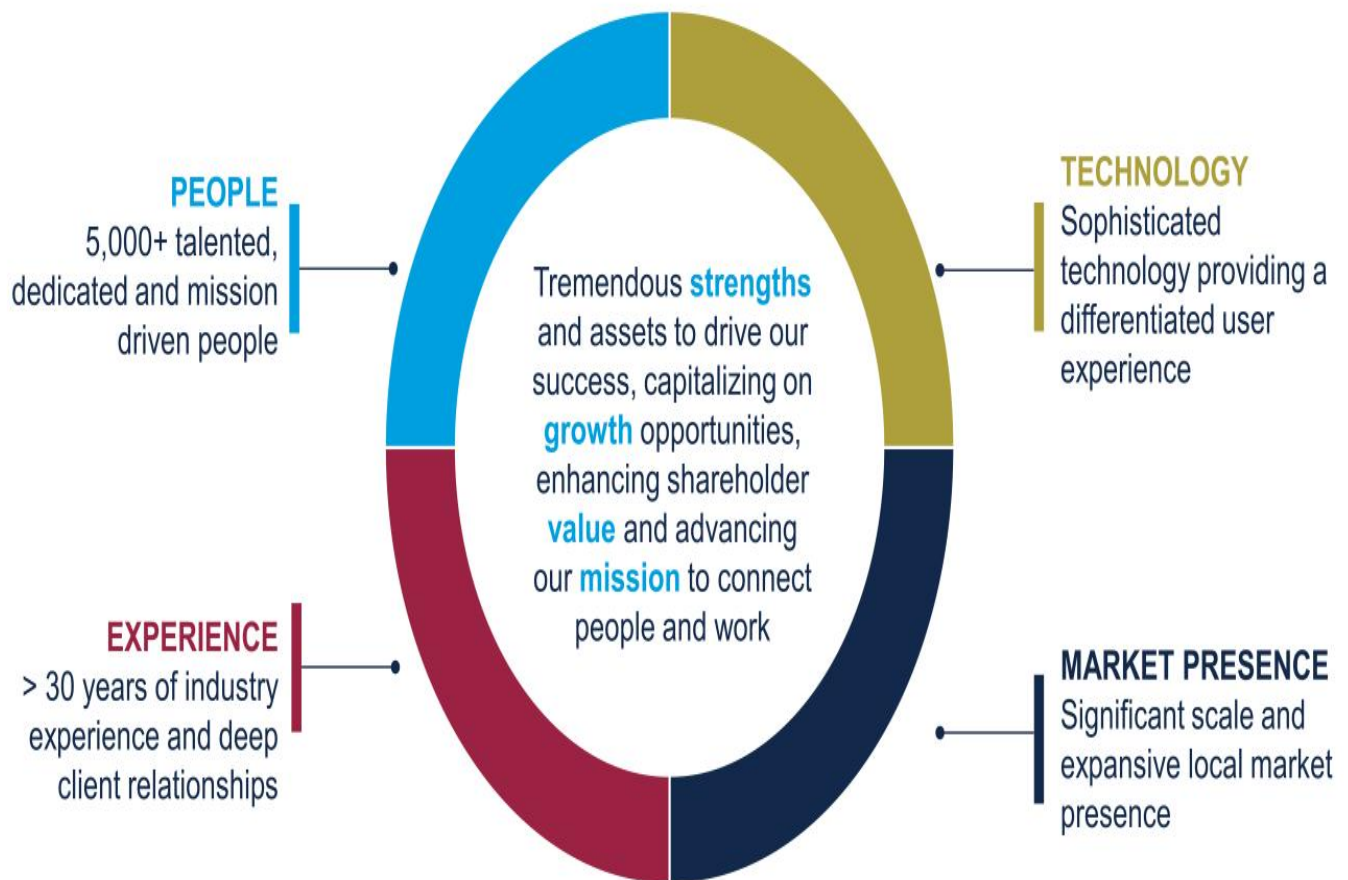 PEOPLE
5,000+ talented,
dedicated and mission
driven people
TECHNOLOGY
Sophisticated
technology providing a
differentiated user
experience
Tremendous strengths
and assets to drive our
success, capitalizing on
growth opportunities,
enhancing shareholder
value and advancing
our mission to connect
people and work
EXPERIENCE
> 30 years of industry
experience and deep
client relationships
MARKET PRESENCE
Significant scale and
expansive local market
presence